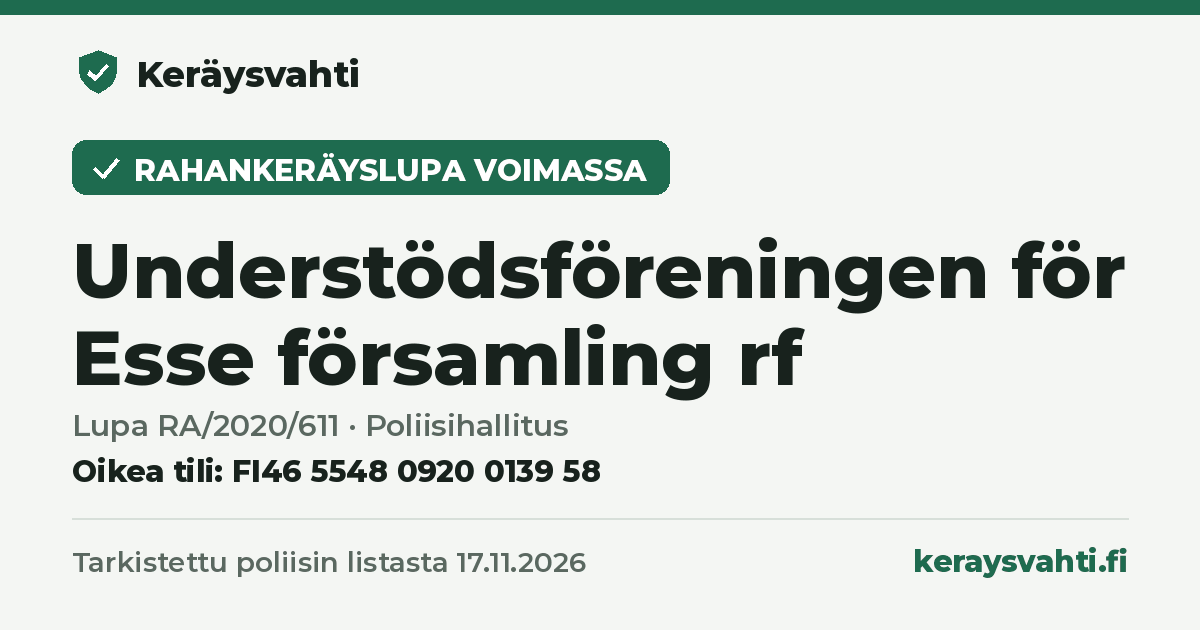 Keräysvahti
RAHANKERÄYSLUPA VOIMASSA
Understödsföreningen för
Esse församling rf
Lupa RA/2020/611 · Poliisihallitus
Oikea tili: FI46 5548 0920 0139 58
Tarkistettu poliisin listasta 17.11.2026
keraysvahti.fi